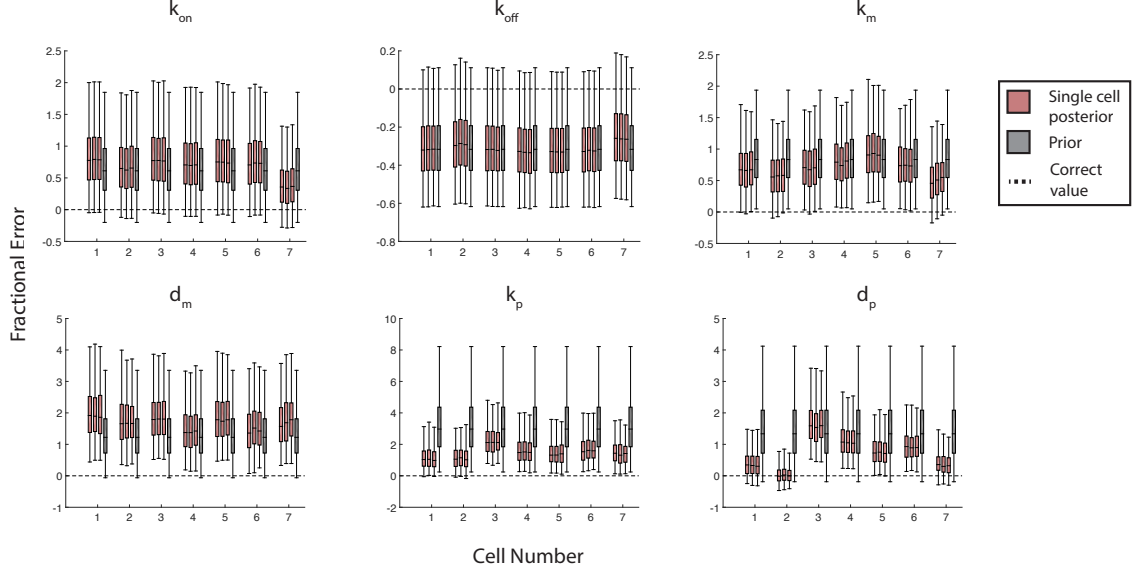 k_on k_off k_m
2.5 0.2 2.5
2 0 2
1.5 -0.2 1.5
1 -0.4 1
0.5 -0.6 0.5
0 -0.8 0
-0.5 -0.5
1 2 3 4 5 6 7 1 2 3 4 5 6 7 1 2 3 4 5 6 7
Single cell
posterior
Prior
Correct
value
Fractional Error
d_m k_p d_p
5 10 5
4 8 4
3 6 3
2 4 2
1 2 1
0 0 0
-1 -2 -1
1 2 3 4 5 6 7 1 2 3 4 5 6 7 1 2 3 4 5 6 7
Cell Number